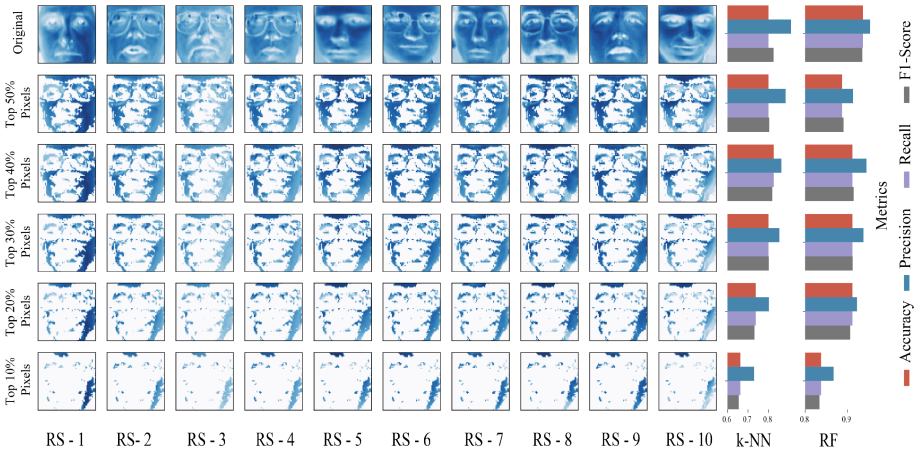 Original
Top 50%
Pixels
Top 40%
Pixels
Top 30%
Pixels
Top 20%
Pixels
Top 10%
Pixels
0.6 0.7 0.8
0.8 0.9
RS - 1 RS- 2 RS - 3 RS - 4 RS - 5 RS - 6 RS - 7 RS - 8 RS - 9 RS - 10 k-NN RF
Metrics
Accuracy Precision Recall F1-Score